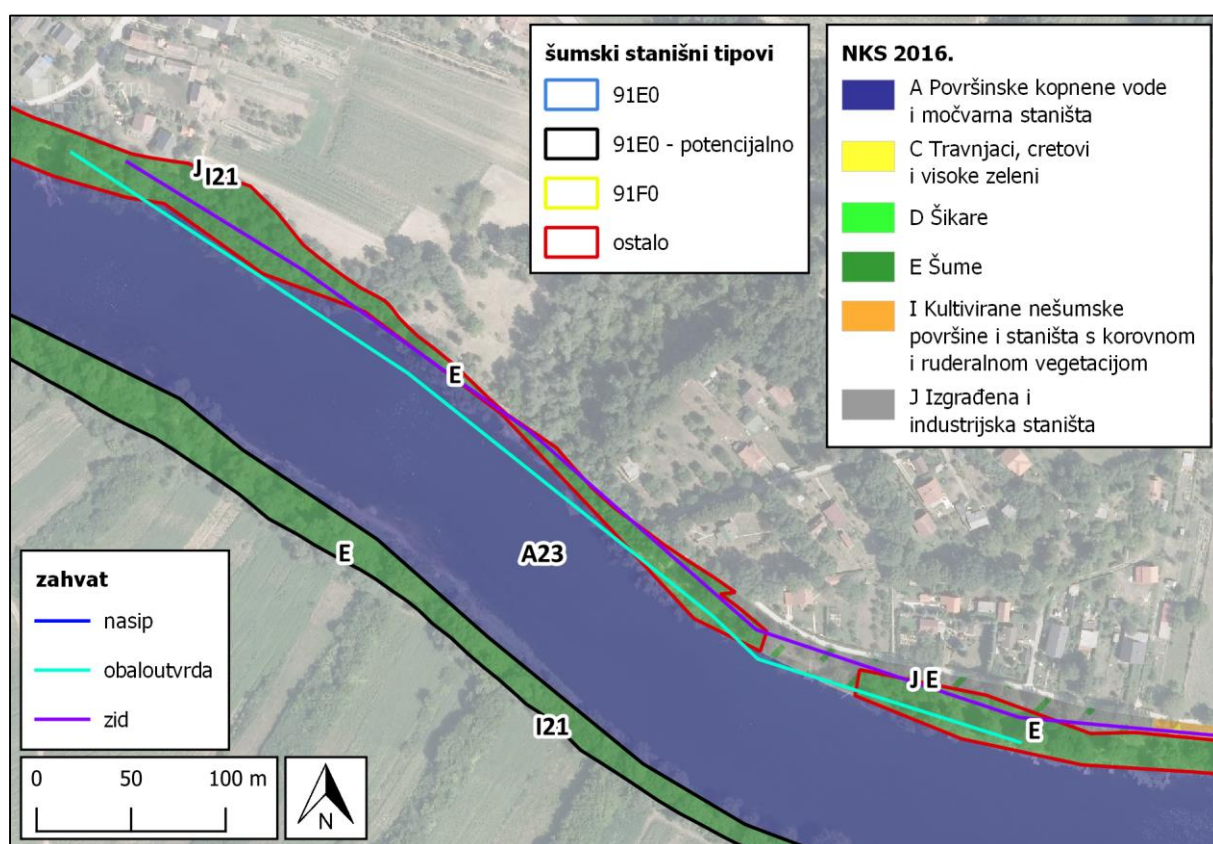 šumski stanišni tipovi
91E0
91E0 - potencijalno
91F0
ostalo
NKS 2016.
A Površinske kopnene vode
i močvarna staništa
C Travnjaci, cretovi
i visoke zeleni
D Šikare
E Šume
I Kultivirane nešumske
površine i staništa s korovnom
i ruderalnom vegetacijom
J Izgrađena i
industrijska staništa
J
I21
E
A23
E
I21
J E
E
zahvat
nasip
obaloutvrda
zid
0 50 100 m
N